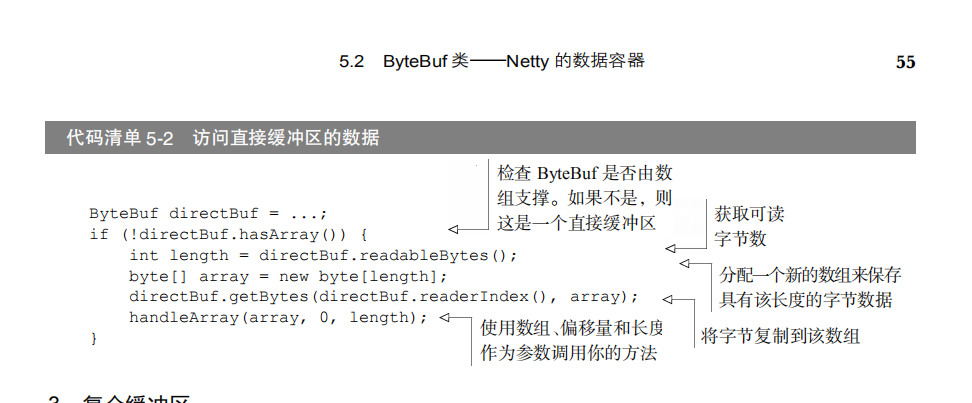 5.2 ByteBuf 类——Netty 的数据容器 55
代码清单 5-2 访问直接缓冲区的数据
检查 ByteBuf 是否由数
组支撑。如果不是，则
这是一个直接缓冲区
获取可读
字节数
ByteBuf directBuf = ...;
if (!directBuf.hasArray()) {
int length = directBuf.readableBytes();
byte[] array = new byte[length];
directBuf.getBytes(directBuf.readerIndex(), array);
handleArray(array, 0, length);
}
分配一个新的数组来保存
具有该长度的字节数据
将字节复制到该数组
使用数组、偏移量和长度
作为参数调用你的方法